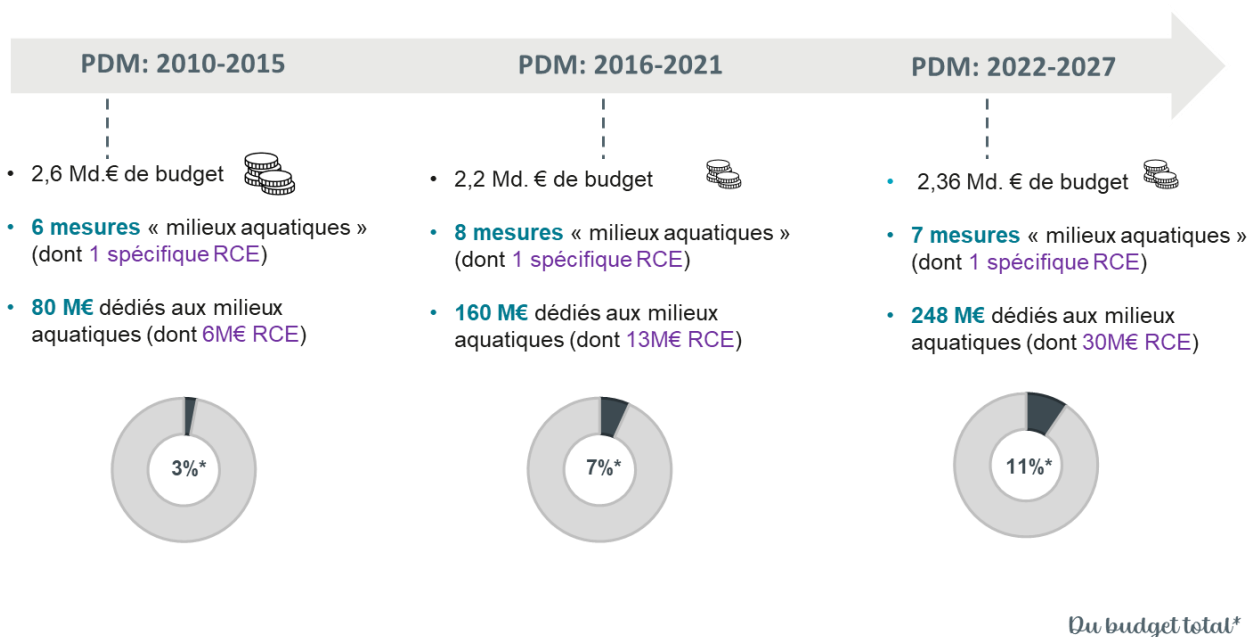 PDM: 2010-2015
PDM: 2016-2021
PDM: 2022-2027
• 2,6 Md.€ de budget
• 6 mesures « milieux aquatiques »
(dont 1 spécifique RCE)
• 80 M€ dédiés aux milieux
aquatiques (dont 6M€ RCE)
3%*
• 2,2 Md. € de budget
• 8 mesures « milieux aquatiques »
(dont 1 spécifique RCE)
• 160 M€ dédiés aux milieux
aquatiques (dont 13M€ RCE)
7%*
• 2,36 Md. € de budget
• 7 mesures « milieux aquatiques »
(dont 1 spécifique RCE)
• 248 M€ dédiés aux milieux
aquatiques (dont 30M€ RCE)
11%*
Du budget total*